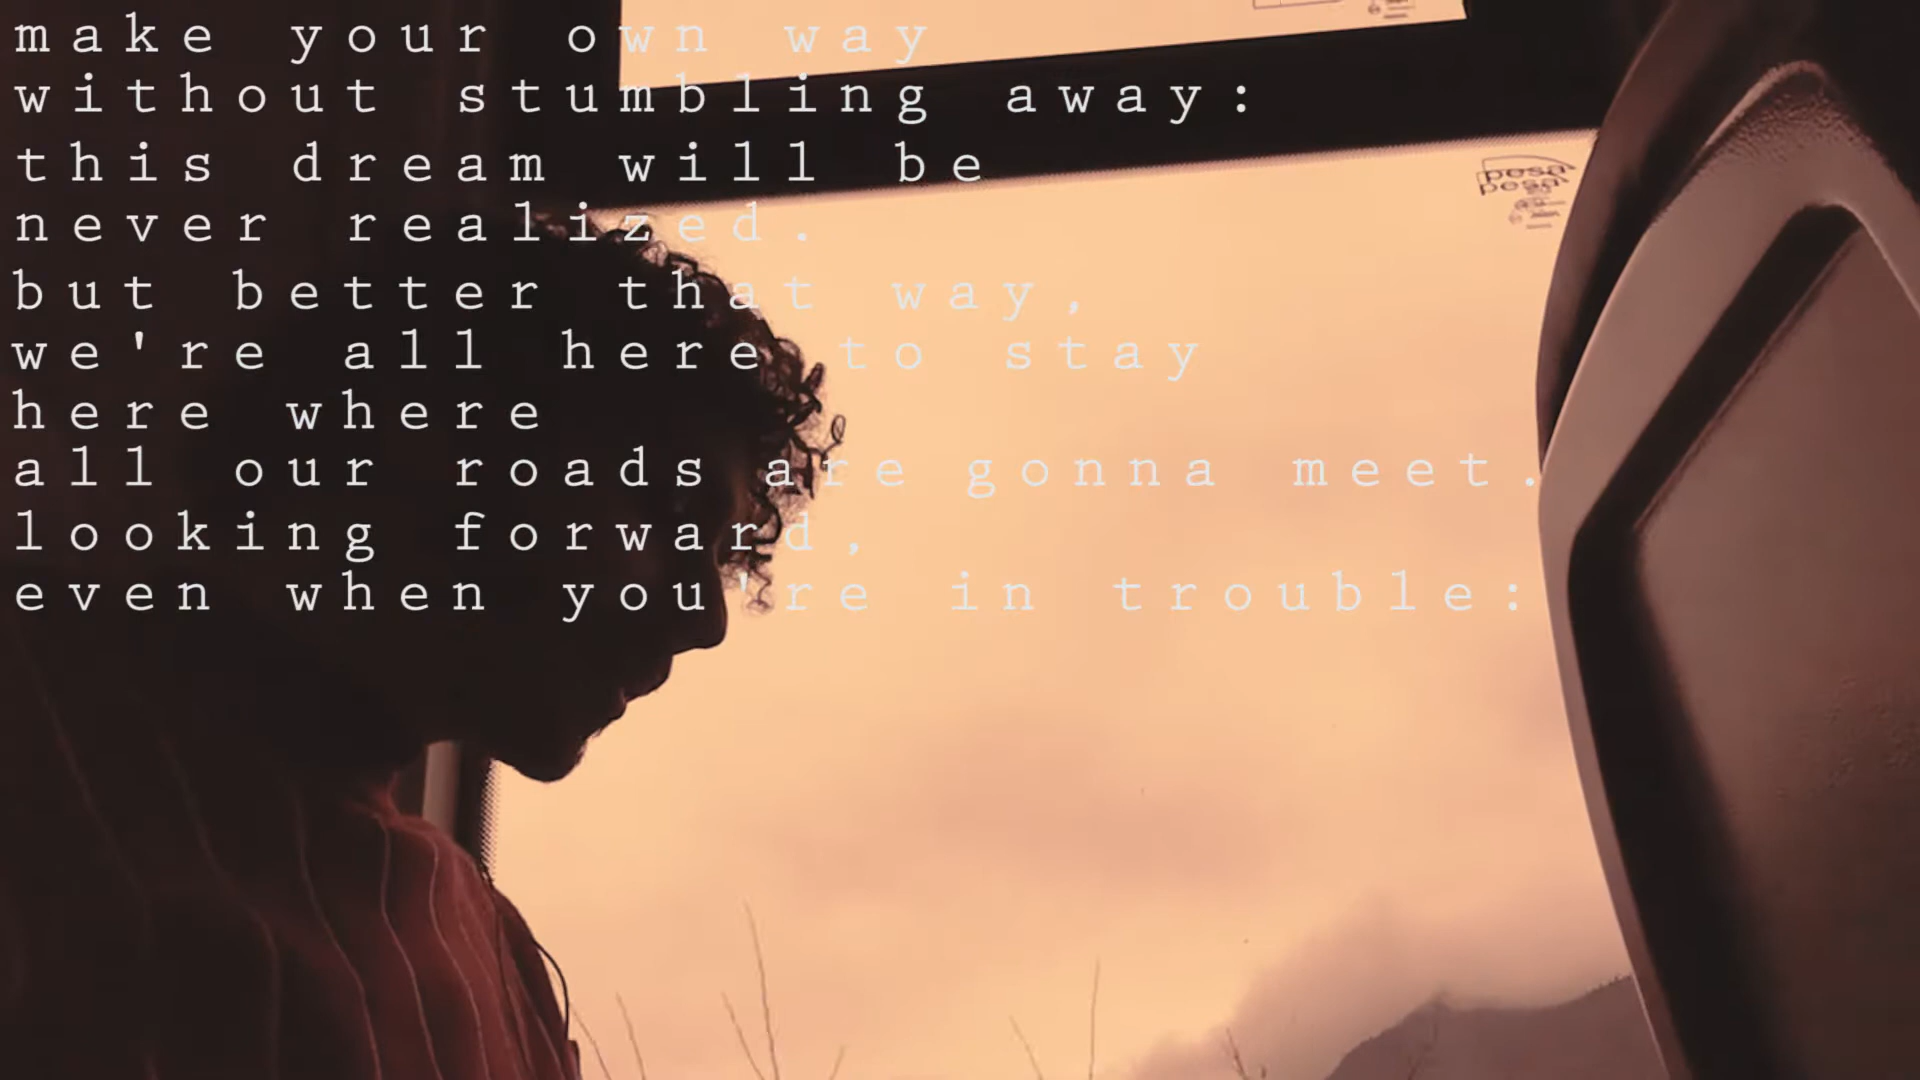 make your own way
without stumbling away:
this dream will be
never realized.
but better that way,
we're all here to stay
here where
all our roads are gonna meet.
looking forward,
even when you're in trouble:
pesa
pesa